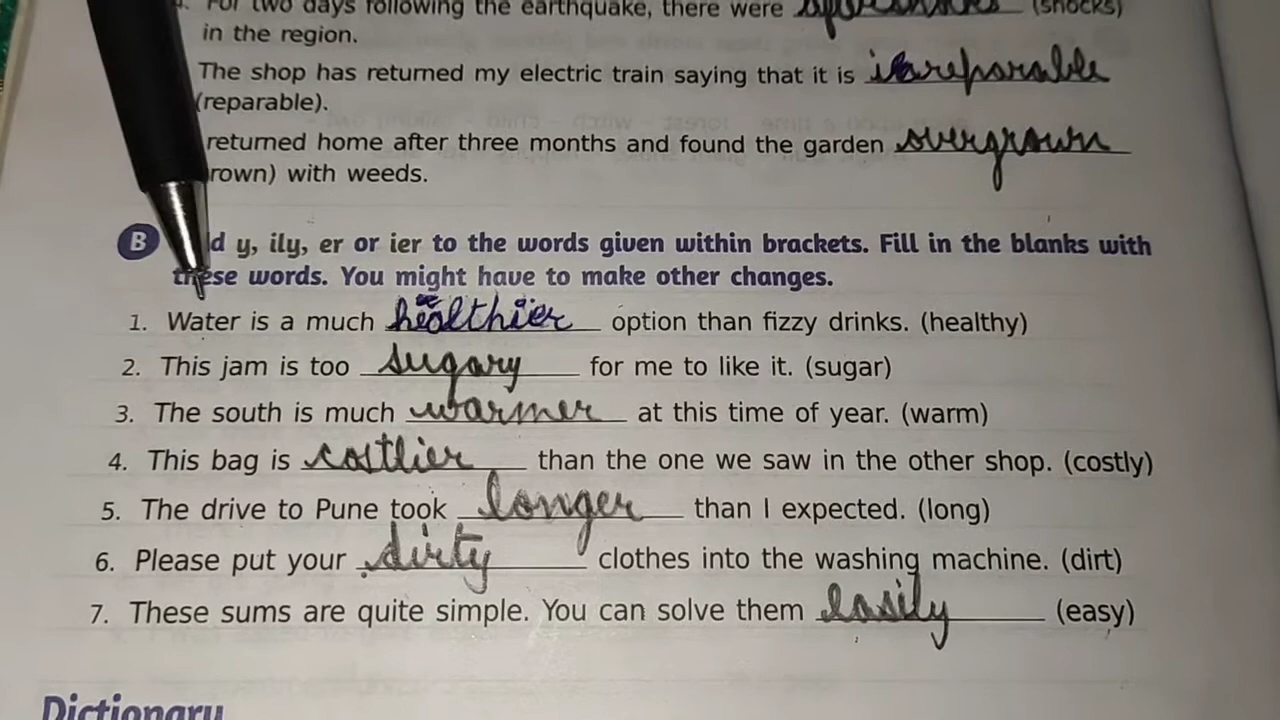 For two days following the earthquake, there were aftershocks (shocks)
in the region.
The shop has returned my electric train saying that it is irreparable
(reparable).
returned home after three months and found the garden overgrown
rown) with weeds.
B d y, ily, er or ier to the words given within brackets. Fill in the blanks with
these words. You might have to make other changes.
1. Water is a much healthier option than fizzy drinks. (healthy)
2. This jam is too sugary for me to like it. (sugar)
3. The south is much warmer at this time of year. (warm)
4. This bag is costlier than the one we saw in the other shop. (costly)
5. The drive to Pune took longer than I expected. (long)
6. Please put your dirty clothes into the washing machine. (dirt)
7. These sums are quite simple. You can solve them easily (easy)
Dictionary